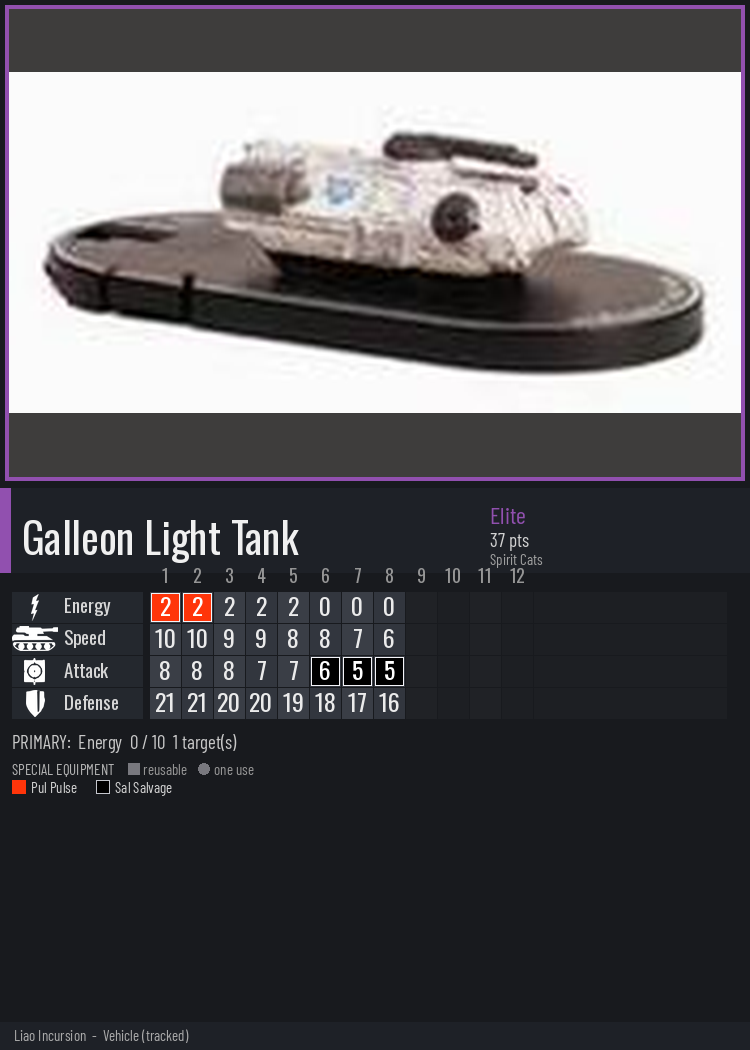 Galleon Light Tank
Elite
37 pts
Spirit Cats
1 2 3 4 5 6 7 8 9 10 11 12
Energy 2 2 2 2 2 0 0 0
Speed 10 10 9 9 8 8 7 6
Attack 8 8 8 7 7 6 5 5
Defense 21 21 20 20 19 18 17 16
PRIMARY: Energy 0 / 10 1 target(s)
SPECIAL EQUIPMENT reusable one use
Pul Pulse Sal Salvage
Liao Incursion - Vehicle (tracked)